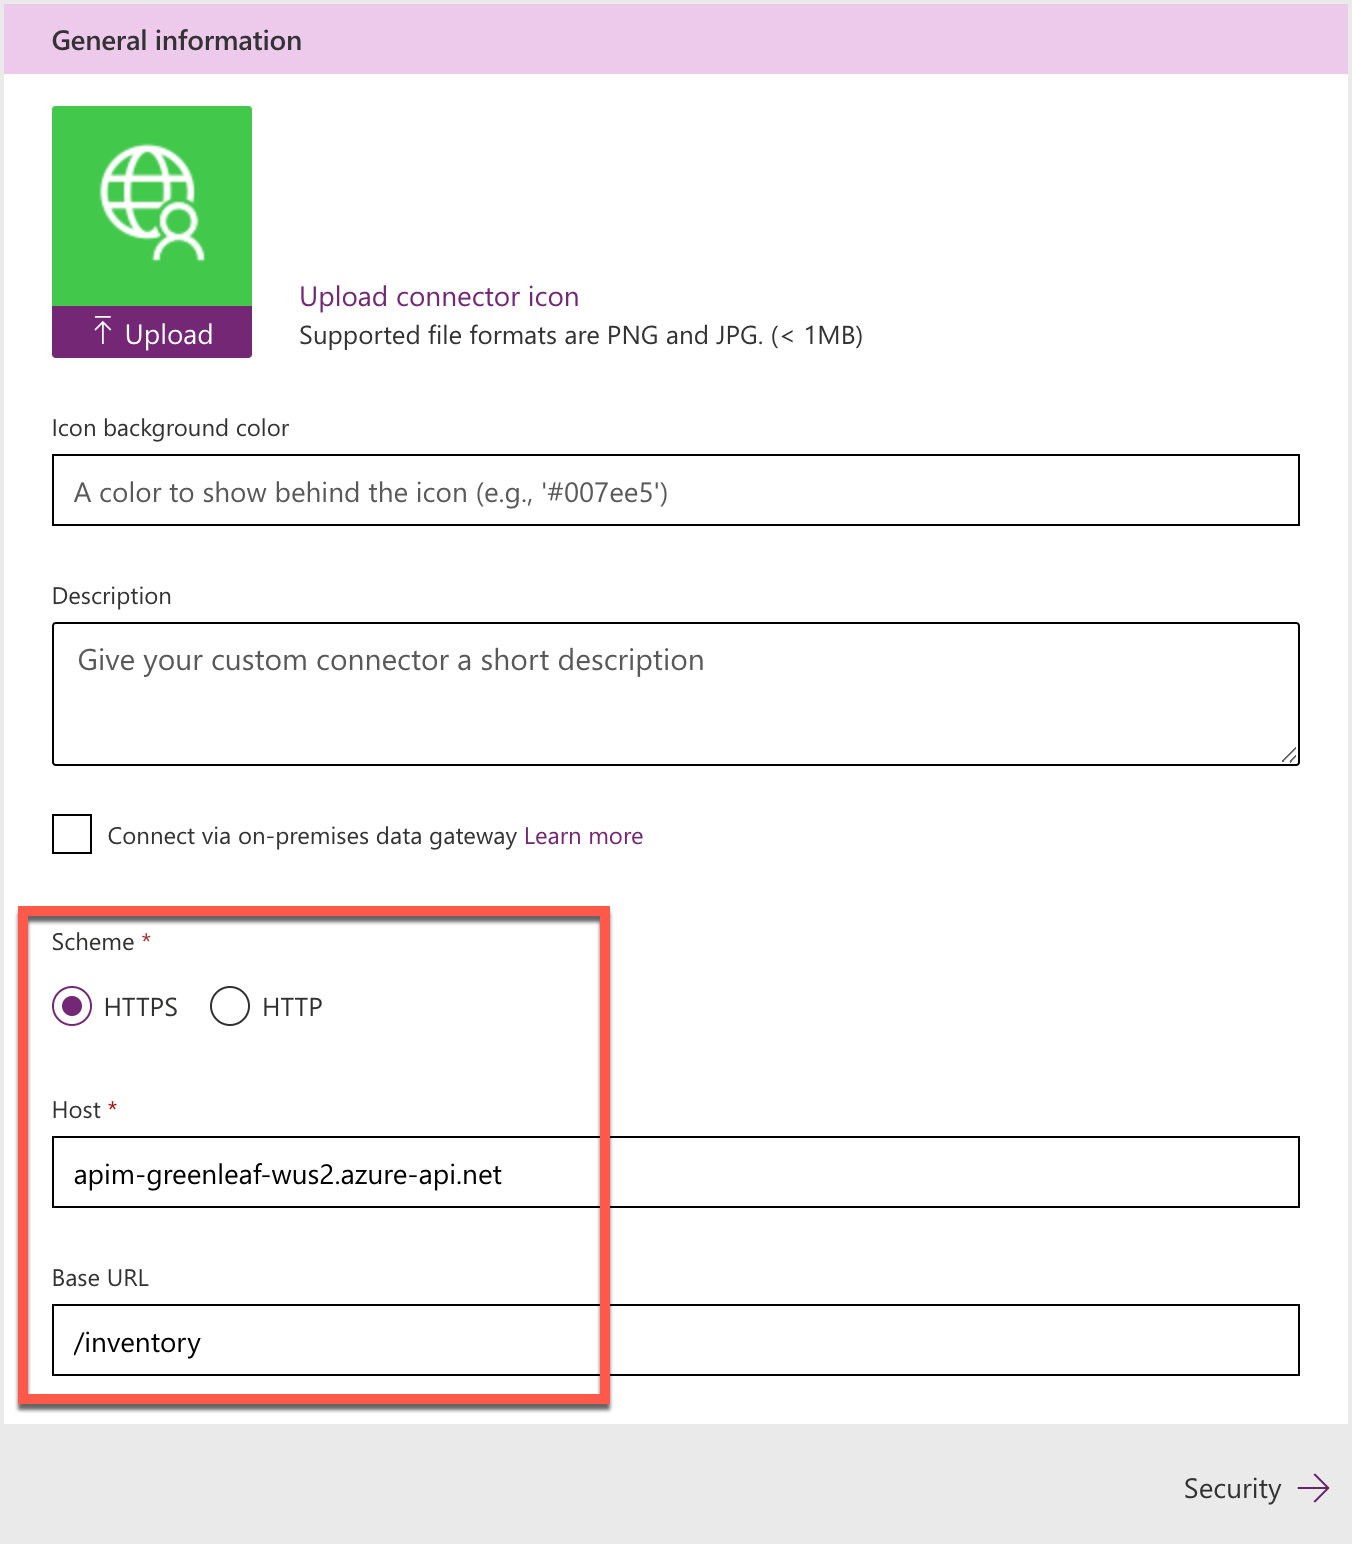 General information
Upload connector icon
Upload
Supported file formats are PNG and JPG. (< 1MB)
Icon background color
A color to show behind the icon (e.g., '#007ee5')
Description
Give your custom connector a short description
Connect via on-premises data gateway Learn more
Scheme *
HTTPS HTTP
Host *
apim-greenleaf-wus2.azure-api.net
Base URL
/inventory
Security